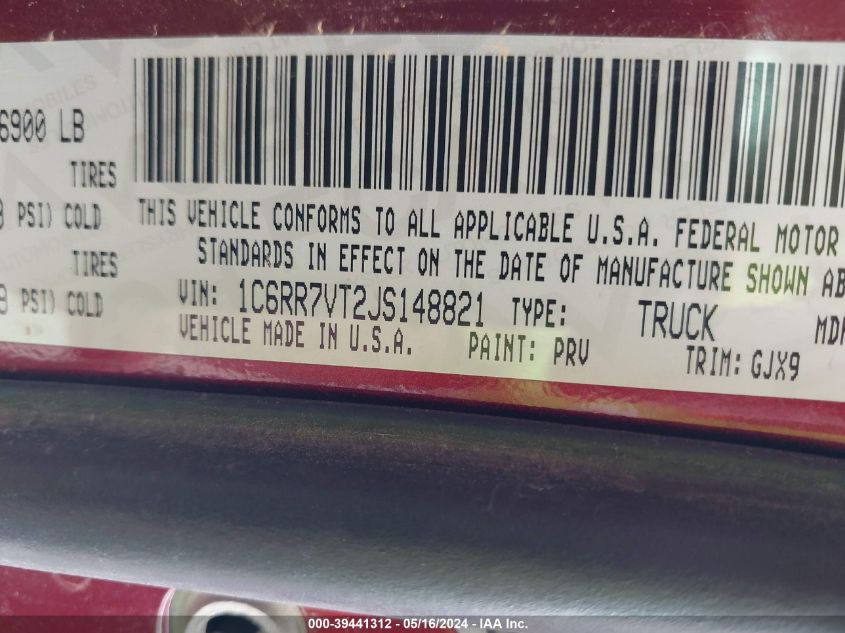 6900 LB
TIRES
PSI) COLD
TIRES
PSI) COLD
THIS VEHICLE CONFORMS TO ALL APPLICABLE U.S.A. FEDERAL MOTOR
STANDARDS IN EFFECT ON THE DATE OF MANUFACTURE SHOWN AB
VIN: 1C6RR7VT2JS148821 TYPE: TRUCK
VEHICLE MADE IN U.S.A. PAINT: PRV MDH
TRIM: GJX9
000-39441312 - 05/16/2024 - IAA Inc.